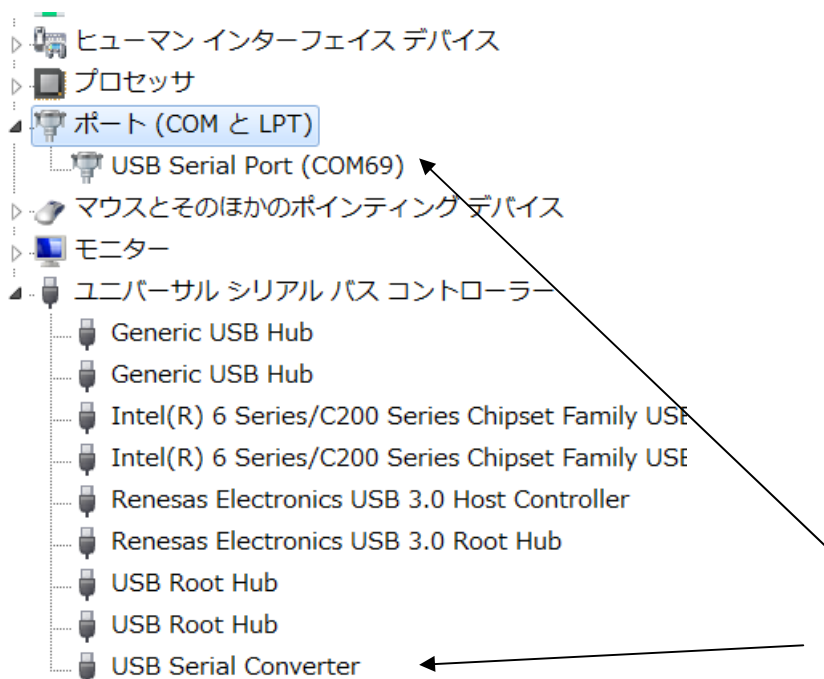 ヒューマン インターフェイス デバイス
プロセッサ
ポート (COM と LPT)
USB Serial Port (COM69)
マウスとそのほかのポインティング デバイス
モニター
ユニバーサル シリアル バス コントローラー
Generic USB Hub
Generic USB Hub
Intel(R) 6 Series/C200 Series Chipset Family USB
Intel(R) 6 Series/C200 Series Chipset Family USB
Renesas Electronics USB 3.0 Host Controller
Renesas Electronics USB 3.0 Root Hub
USB Root Hub
USB Root Hub
USB Serial Converter